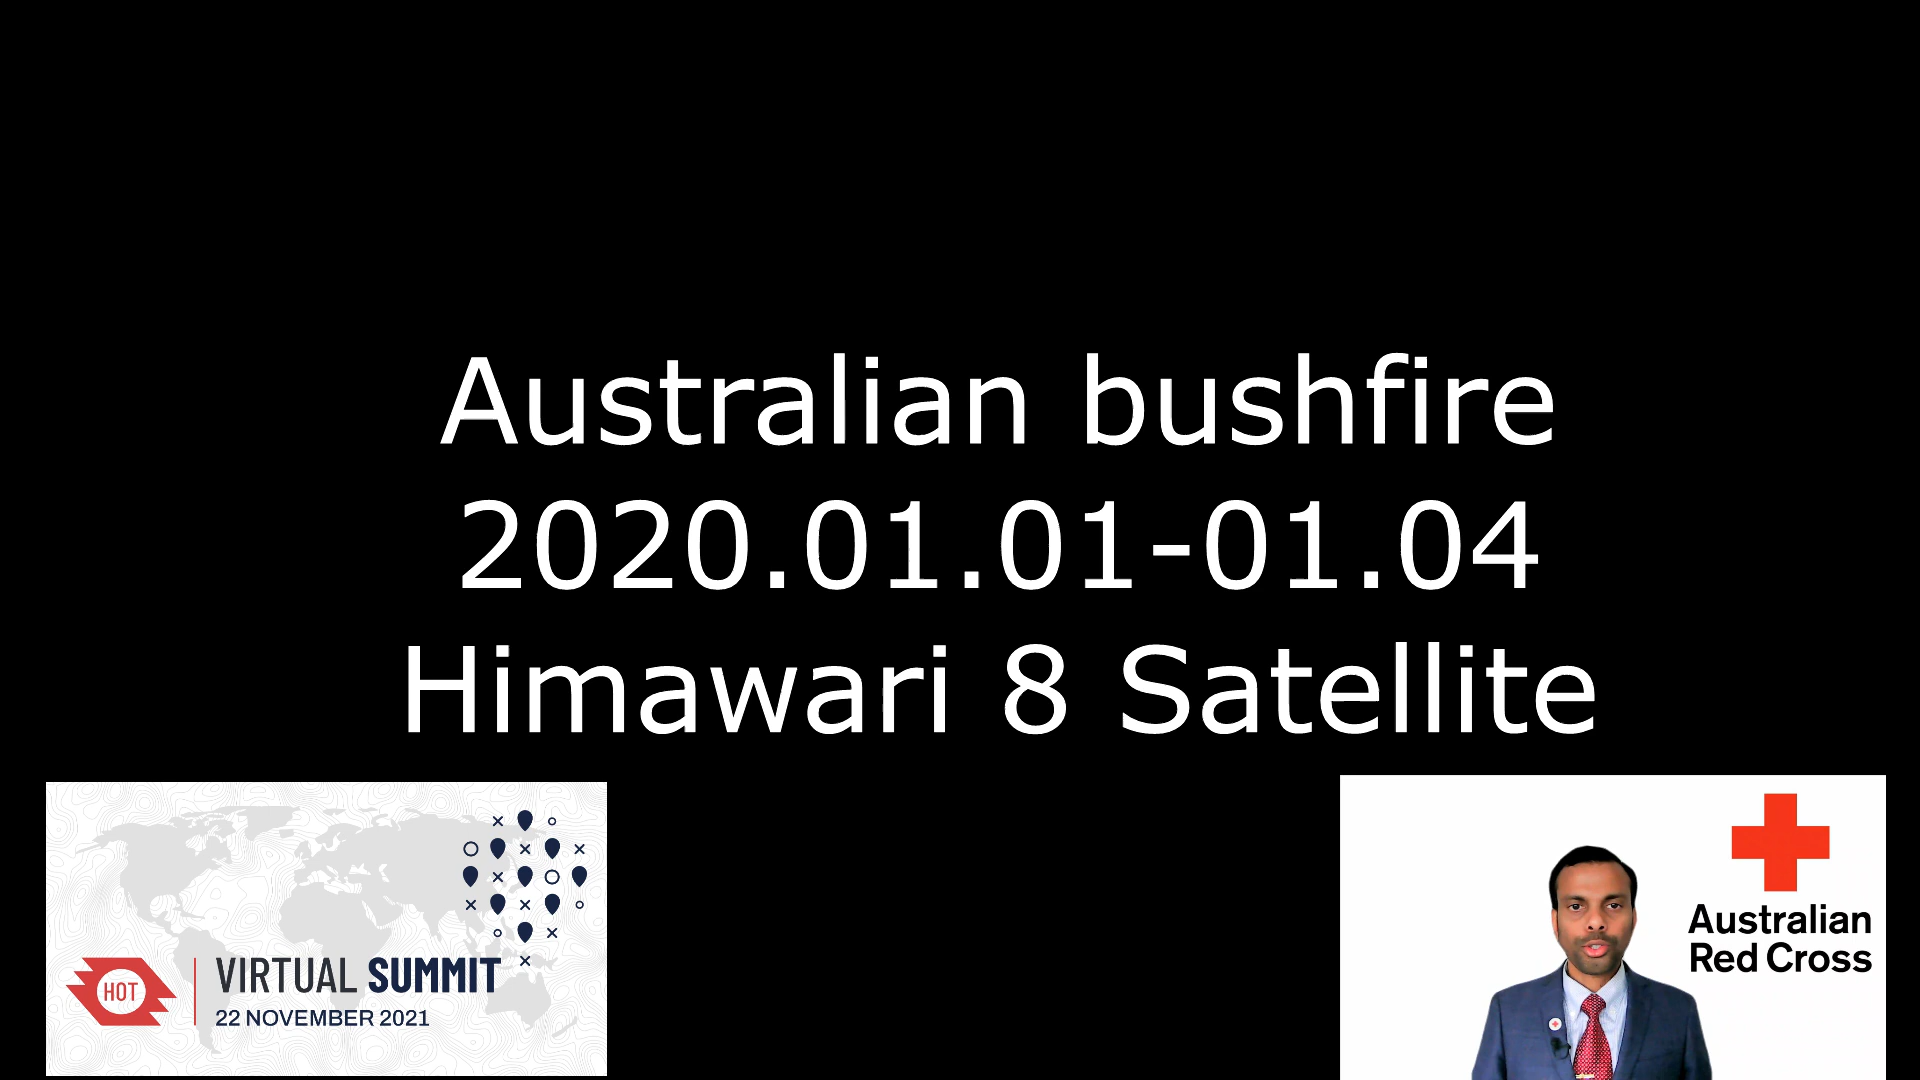 Australian bushfire
2020.01.01-01.04
Himawari 8 Satellite
HOT
VIRTUAL SUMMIT
22 NOVEMBER 2021
Australian
Red Cross